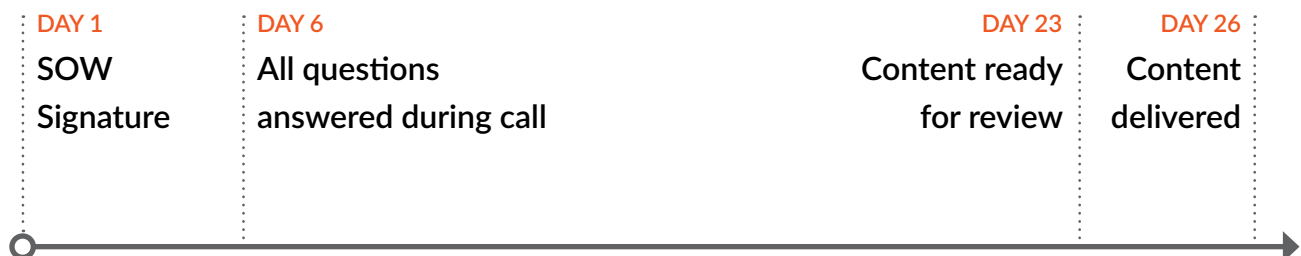 DAY 1
SOW
Signature
DAY 6
All questions
answered during call
DAY 23
Content ready
for review
DAY 26
Content
delivered